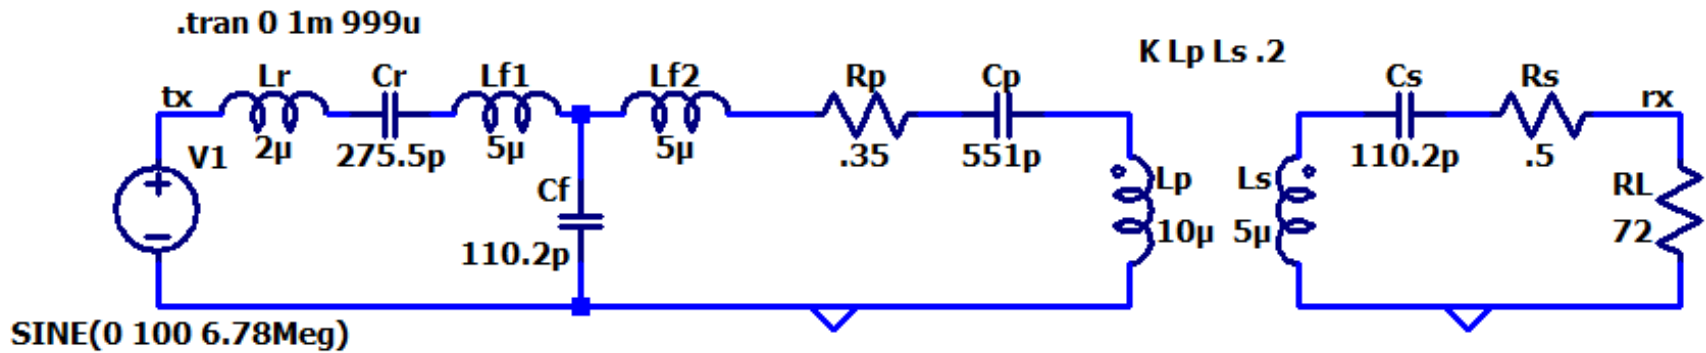 .tran 0 1m 999u
K Lp Ls .2
tx
Lr
Cr
Lf1
Lf2
Rp
Cp
Cs
Rs
rx
V1
2µ
275.5p
5µ
5µ
.35
551p
110.2p
.5
Cf
110.2p
Lp
10µ
Ls
5µ
RL
72
SINE(0 100 6.78Meg)